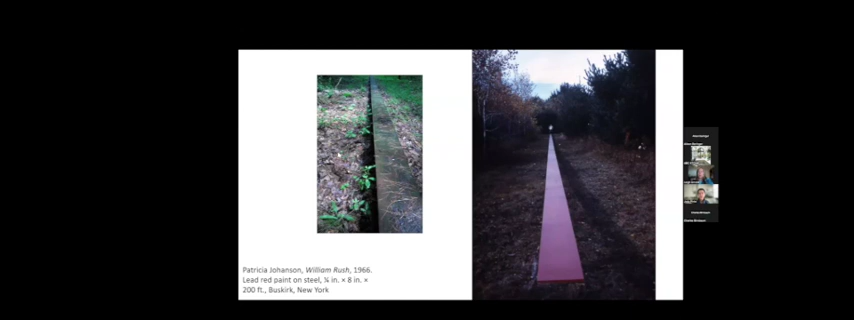 Patricia Johanson, William Rush, 1966.
Lead red paint on steel, ¼ in. × 8 in. ×
200 ft., Buskirk, New York